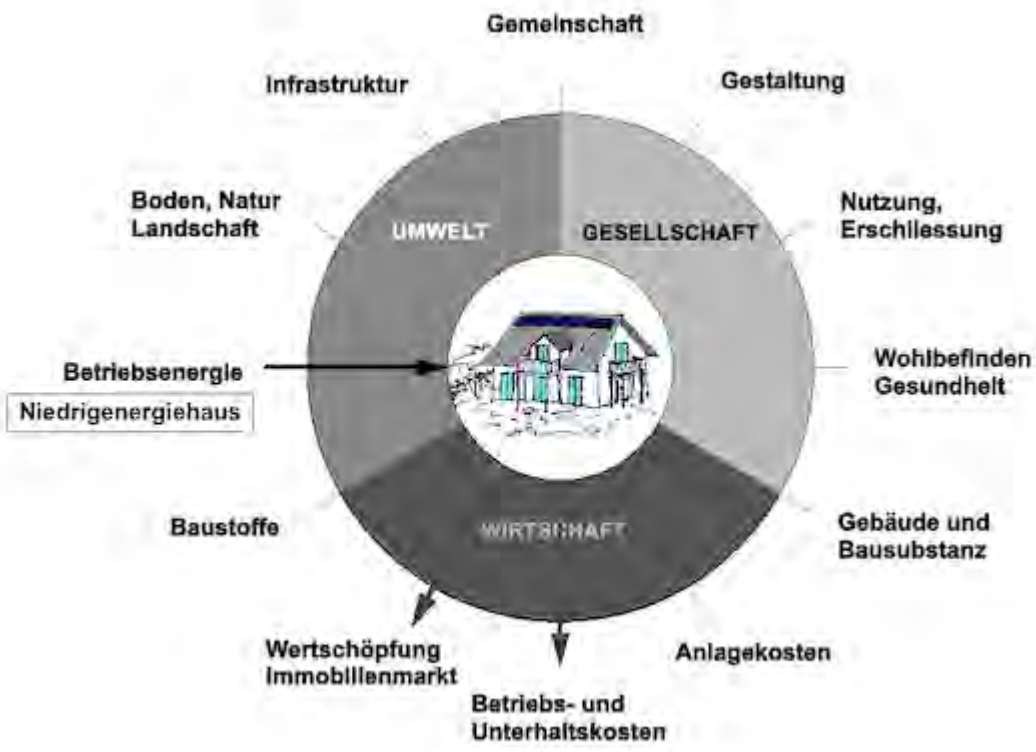 Gemeinschaft
Infrastruktur
Gestaltung
Boden, Natur
Landschaft
UMWELT
GESELLSCHAFT
Nutzung,
Erschliessung
Betriebsenergie
Niedrigenergiehaus
Wohlbefinden
Gesundheit
Baustoffe
WIRTSCHAFT
Gebäude und
Bausubstanz
Wertschöpfung
Immobilienmarkt
Anlagekosten
Betriebs- und
Unterhaltskosten